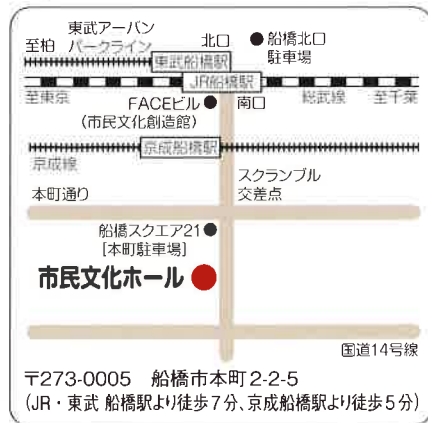 東武アーバン
パークライン
至柏
北口
船橋北口
駐車場
東武船橋駅
JR船橋駅
至東京
FACEビル
(市民文化創造館)
南口
総武線
至千葉
京成船橋駅
京成線
スクランブル
交差点
本町通り
船橋スクエア21
[本町駐車場]
市民文化ホール
国道14号線
〒273-0005 船橋市本町2-2-5
(JR・東武 船橋駅より徒歩7分、京成船橋駅より徒歩5分)